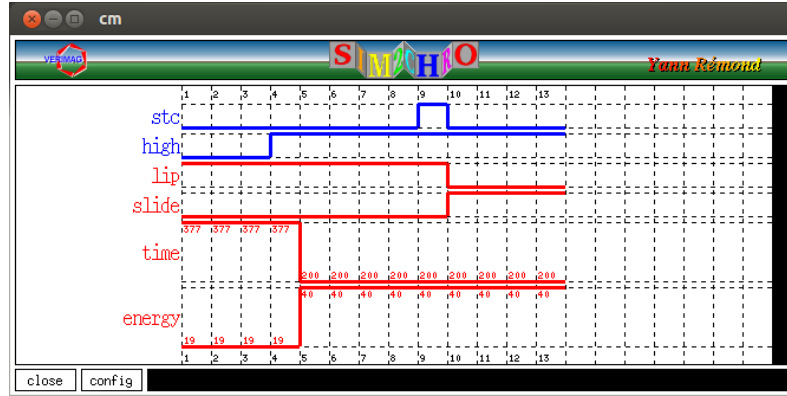 cm
VERIMAG SIM2CHRO Yann Rémond
1 2 3 4 5 6 7 8 9 10 11 12 13
stc
high
lip
slide
377 377 377 377
time
200 200 200 200 200 200 200 200 200
40 40 40 40 40 40 40 40 40
energy
19 19 19 19
1 2 3 4 5 6 7 8 9 10 11 12 13
close config